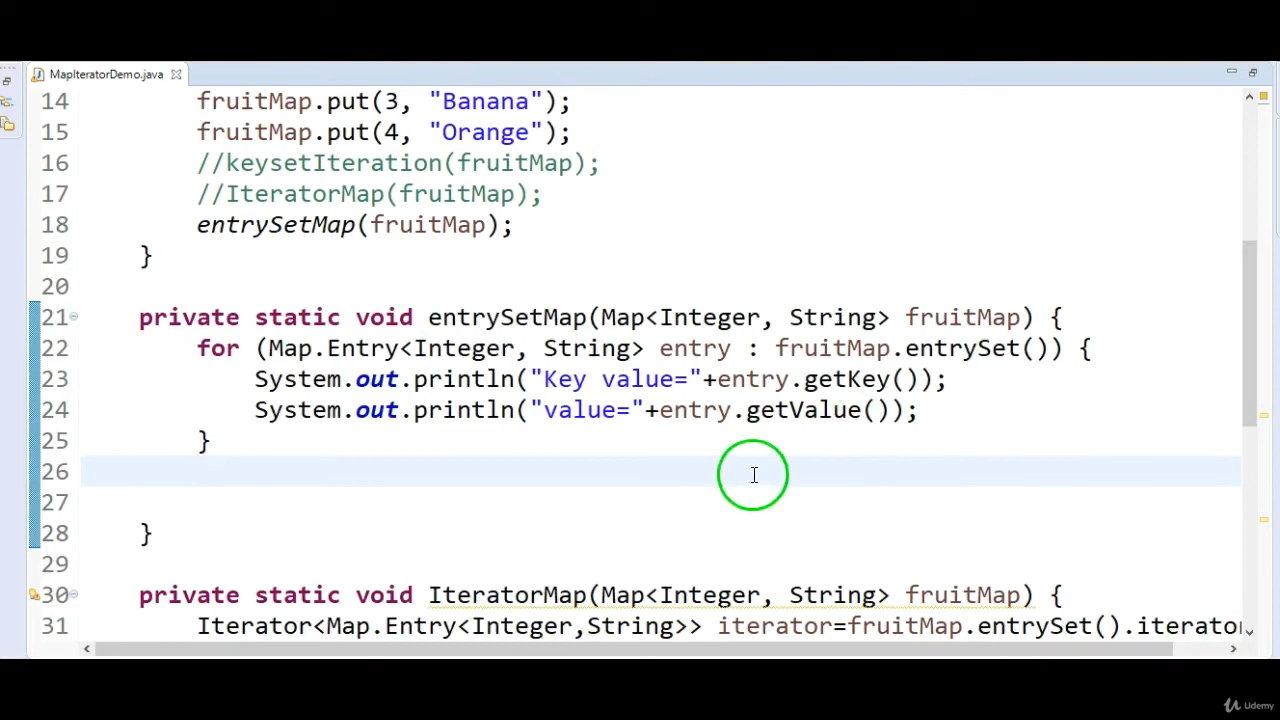 MapIteratorDemo.java
14 fruitMap.put(3, "Banana");
15 fruitMap.put(4, "Orange");
16 //keysetIteration(fruitMap);
17 //IteratorMap(fruitMap);
18 entrySetMap(fruitMap);
19 }
20
21 private static void entrySetMap(Map<Integer, String> fruitMap) {
22 for (Map.Entry<Integer, String> entry : fruitMap.entrySet()) {
23 System.out.println("Key value="+entry.getKey());
24 System.out.println("value="+entry.getValue());
25 }
26
27
28 }
29
30 private static void IteratorMap(Map<Integer, String> fruitMap) {
31 Iterator<Map.Entry<Integer,String>> iterator=fruitMap.entrySet().iterator
Udemy